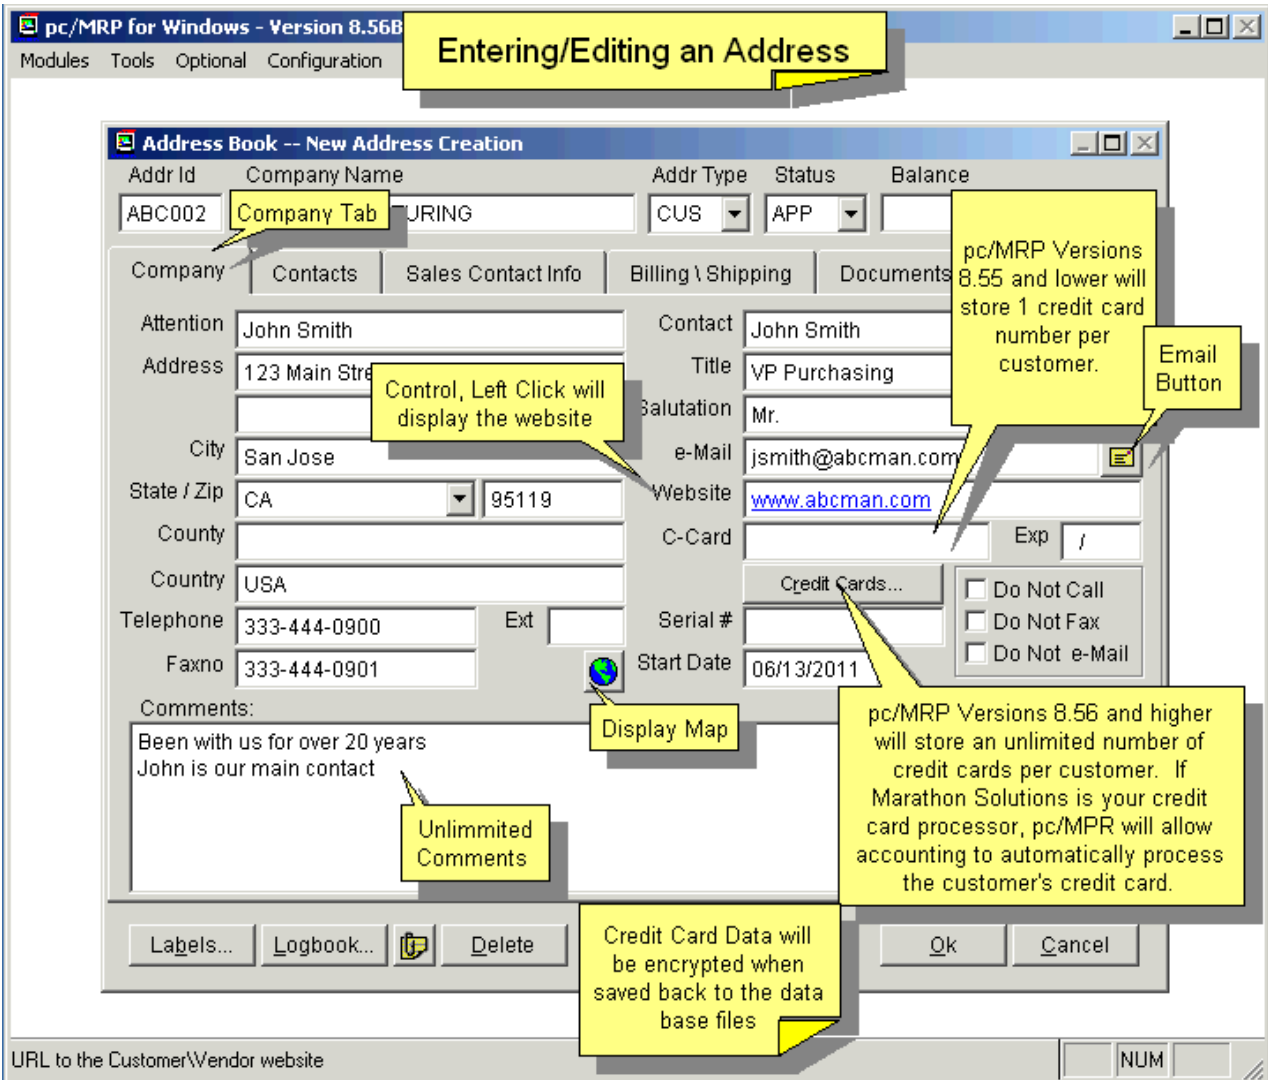 pc/MRP for Windows - Version 8.56B
Entering/Editing an Address
Modules Tools Optional Configuration
Address Book -- New Address Creation
Addr Id Company Name Addr Type Status Balance
ABC002 Company Tab TURING CUS APP
Company Contacts Sales Contact Info Billing \ Shipping Documents
pc/MRP Versions
8.55 and lower will
store 1 credit card
number per
customer.
Email
Button
Attention John Smith Contact John Smith
Address 123 Main Stre Title VP Purchasing
Control, Left Click will
display the website
Salutation Mr.
City San Jose e-Mail jsmith@abcman.com
State / Zip CA 95119 Website www.abcman.com
County C-Card Exp /
Country USA Credit Cards...
Do Not Call
Telephone 333-444-0900 Ext Serial # Do Not Fax
Faxno 333-444-0901 Start Date 06/13/2011 Do Not e-Mail
Display Map
Comments:
Been with us for over 20 years
John is our main contact
Unlimmited
Comments
pc/MRP Versions 8.56 and higher
will store an unlimited number of
credit cards per customer. If
Marathon Solutions is your credit
card processor, pc/MPR will allow
accounting to automatically process
the customer's credit card.
Labels... Logbook... Delete Ok Cancel
Credit Card Data will
be encrypted when
saved back to the data
base files
URL to the Customer\Vendor website NUM